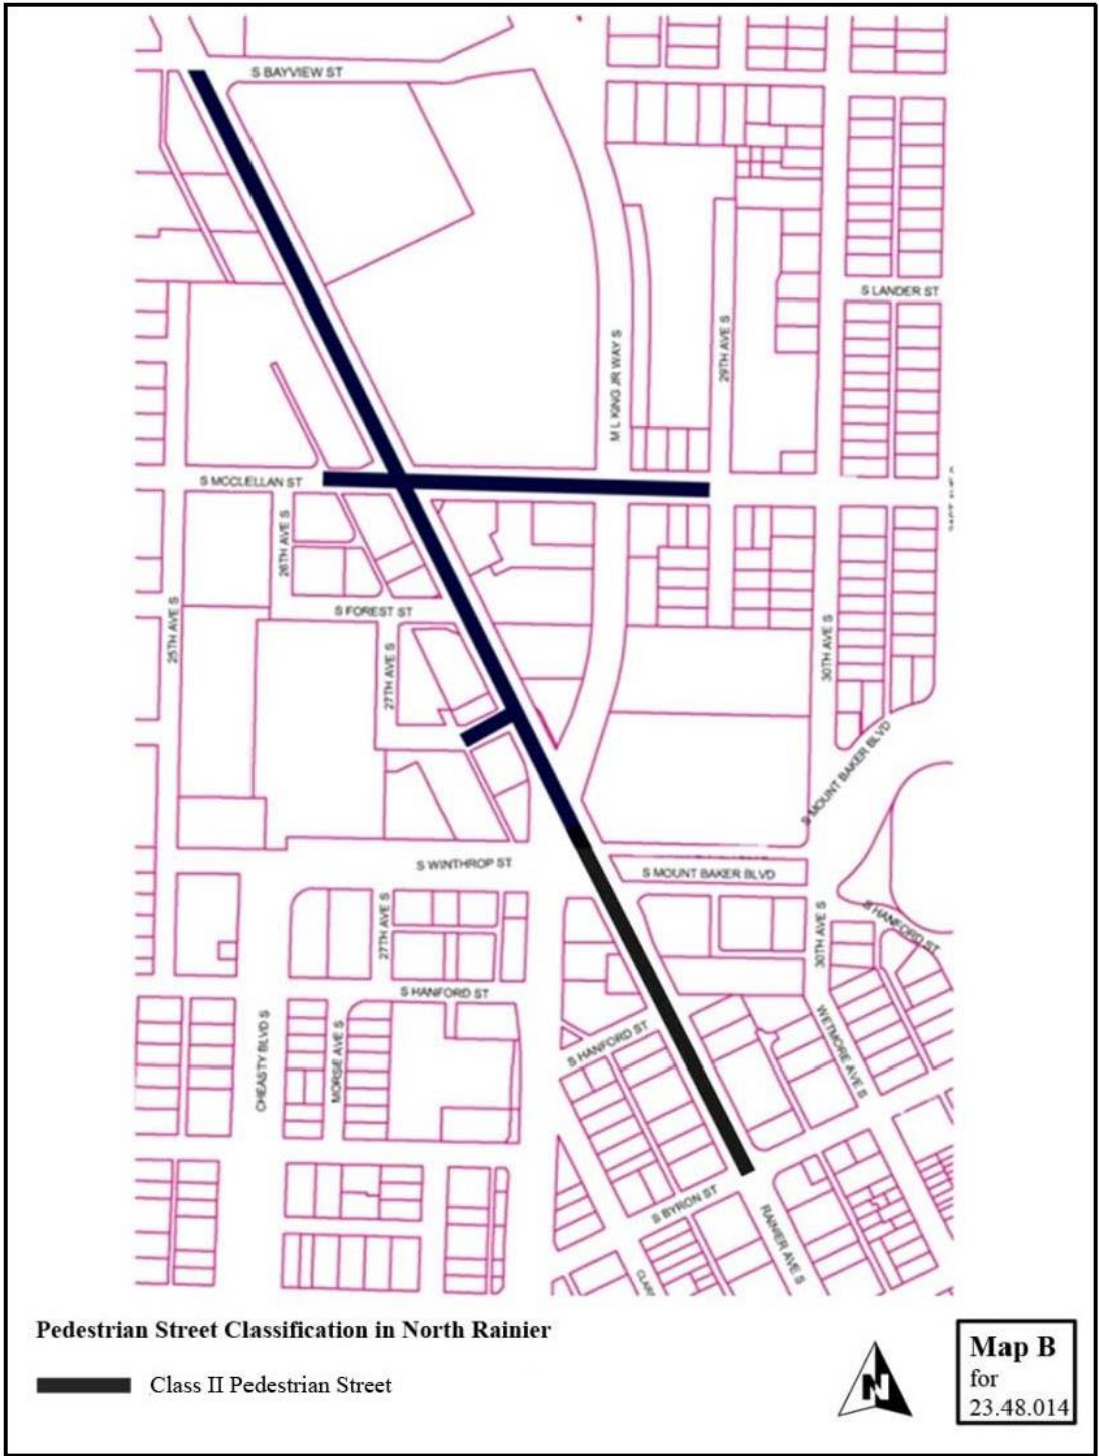 S BAYVIEW ST
S LANDER ST
M L KING JR WAY S
29TH AVE S
S MCCLELLAN ST
26TH AVE S
S FOREST ST
25TH AVE S
27TH AVE S
30TH AVE S
S MOUNT BAKER BLVD
S WINTHROP ST
S MOUNT BAKER BLVD
27TH AVE S
30TH AVE S
S HANFORD ST
S HANFORD ST
CHEASTY BLVD S
MORSE AVE S
S HANFORD ST
WETMORE AVE S
S BYRON ST
RAINIER AVE S
Pedestrian Street Classification in North Rainier
Class II Pedestrian Street
N
Map B
for
23.48.014